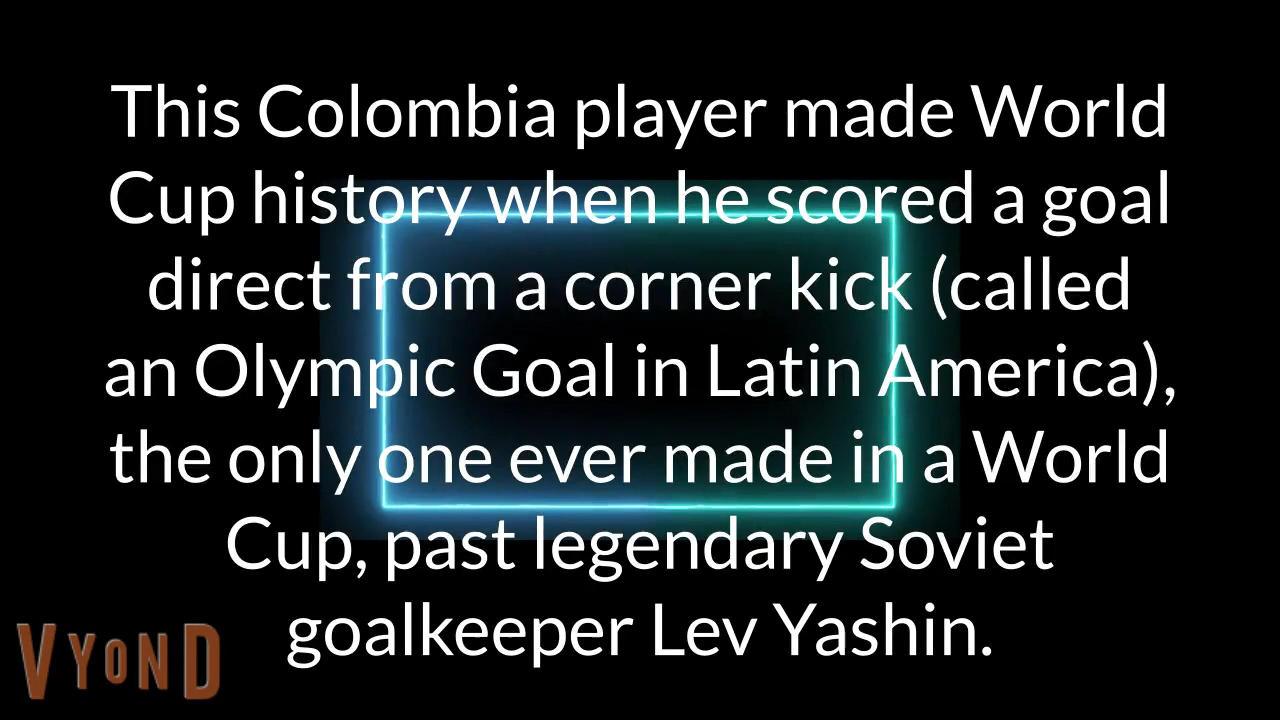 This Colombia player made World
Cup history when he scored a goal
direct from a corner kick (called
an Olympic Goal in Latin America),
the only one ever made in a World
Cup, past legendary Soviet
goalkeeper Lev Yashin.
VYOND